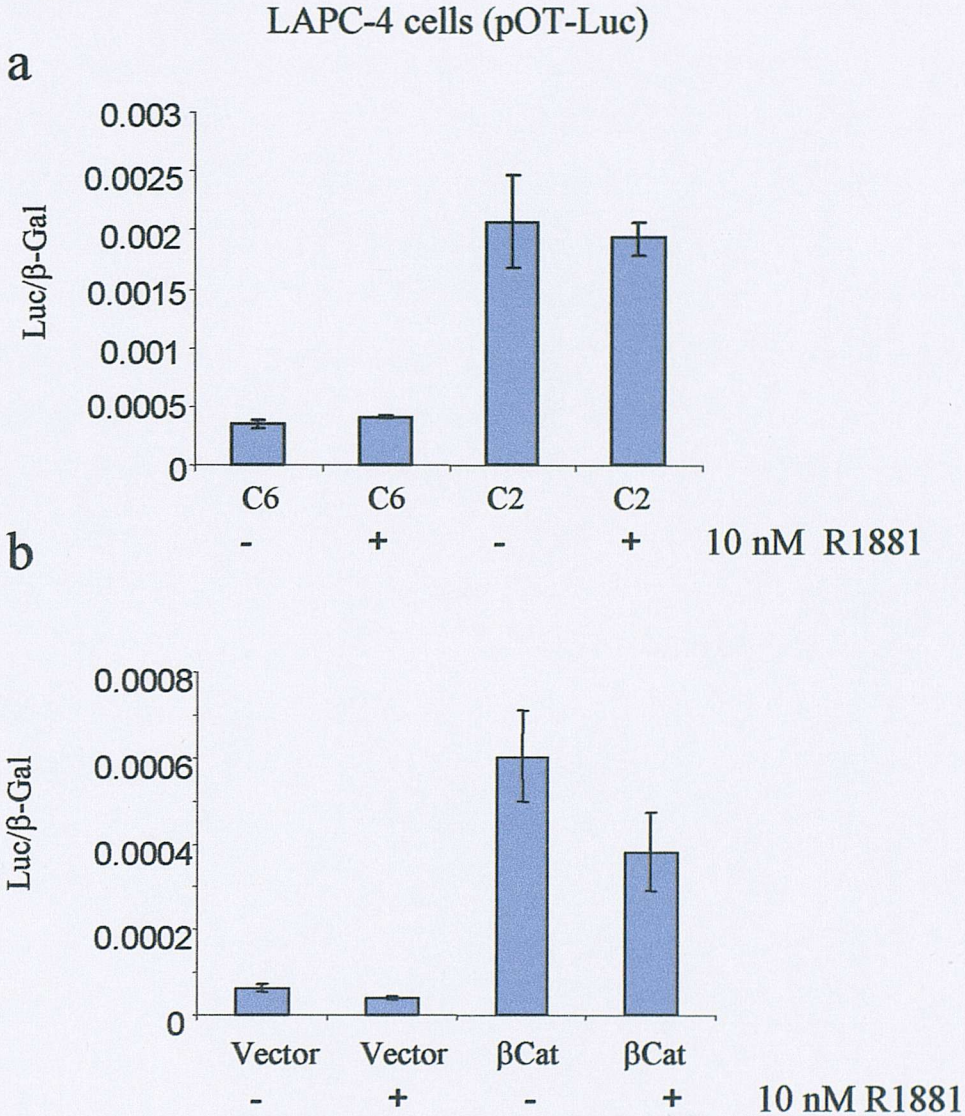 LAPC-4 cells (pOT-Luc)
a
0.003
0.0025
0.002
0.0015
0.001
0.0005
0
Luc/β-Gal
C6 C6 C2 C2
- + - + 10 nM R1881
b
0.0008
0.0006
0.0004
0.0002
0
Luc/β-Gal
Vector Vector βCat βCat
- + - + 10 nM R1881